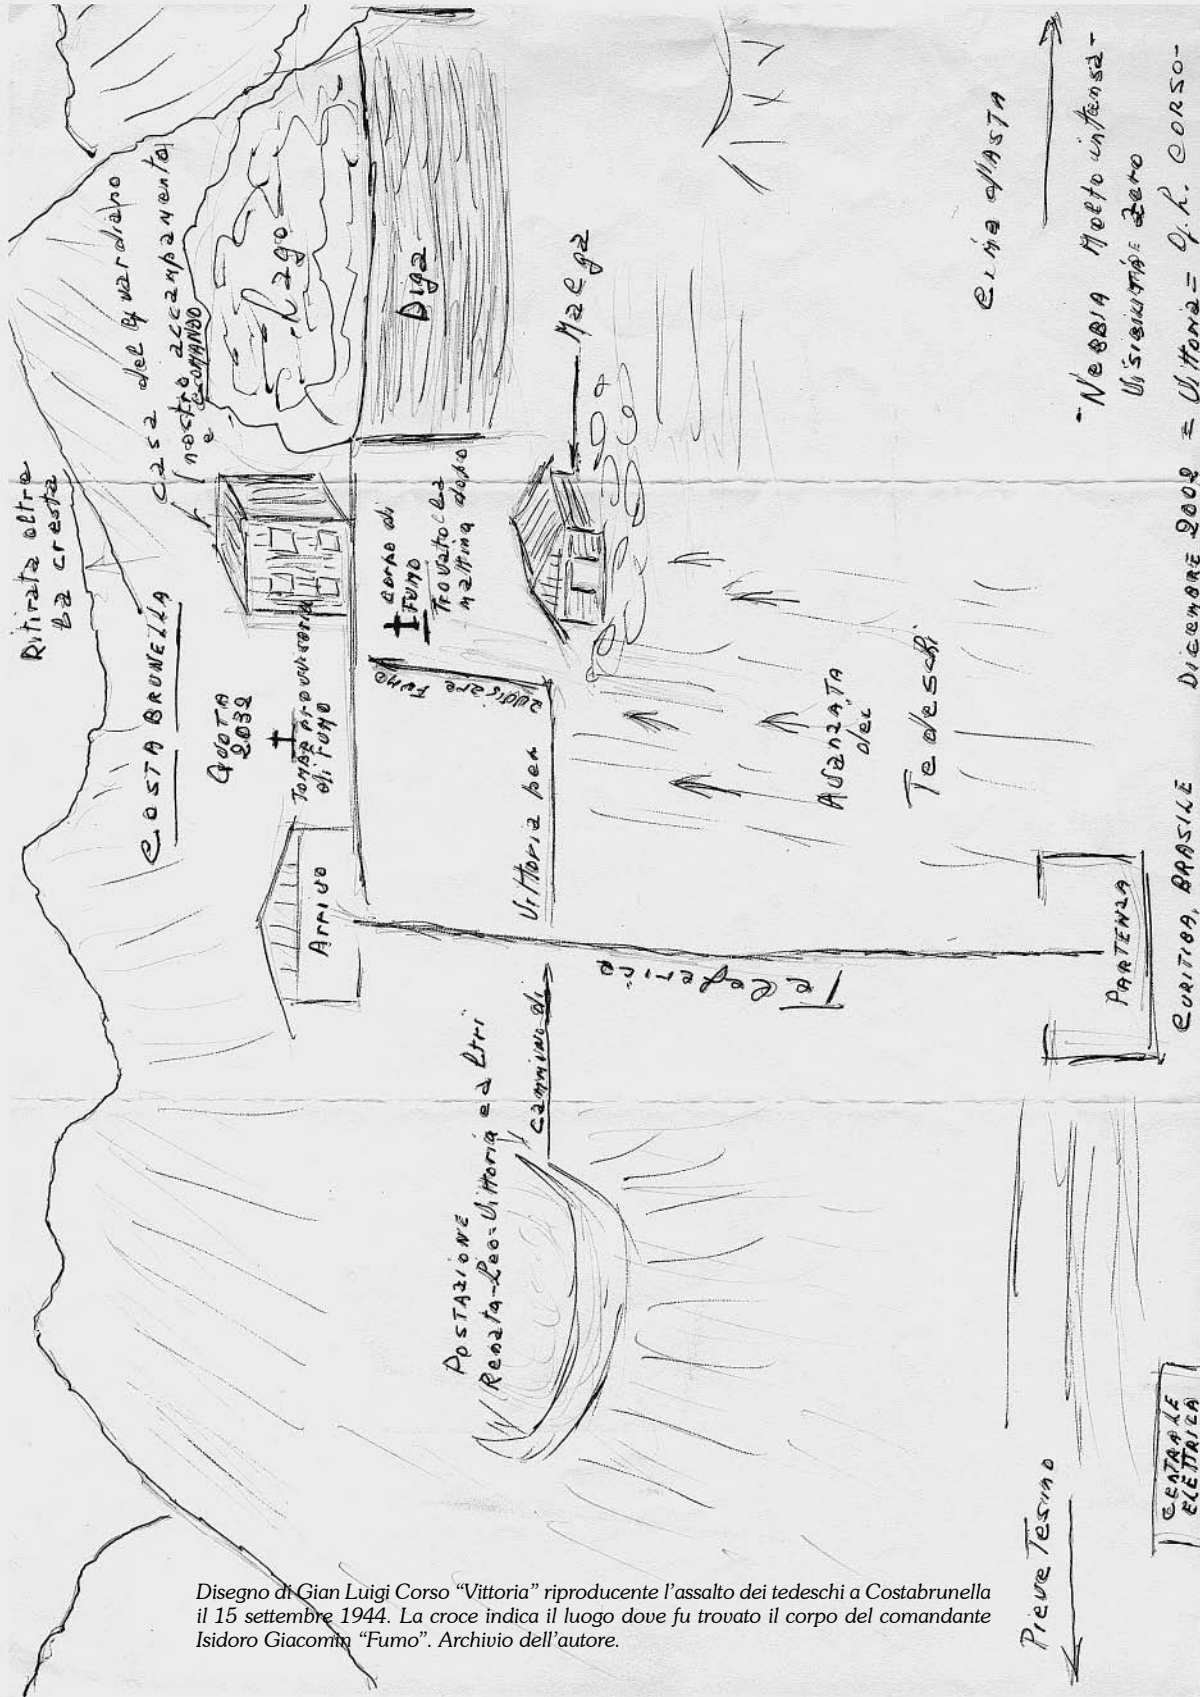 Ritirata oltre
la cresta
COSTA BRUNELLA
Casa del Guardiano
(nostro accampamento
e COMANDO
Lago
Diga
QUOTA
2032
TOMBA PROVVISORIA
di FUMO
Arrivo
corpo di
FUMO
Trovato la
mattina dopo
Malga
cammino di
Vittoria per
avvisare Fumo
Teleferica
POSTAZIONE
Renata-Leo=Vittoria ed altri
AVanzATA
dei
Tedeschi
cima d'ASTA
-NeBBIA Molto intensa-
VISIBILITÀ= Zero
PARTENZA
Pieve Tesino
CENTRALE
ELETTRICA
CURITIBA, BRASILE DICEMBRE 2002 = Vittoria= G.L. CORSO-
Disegno di Gian Luigi Corso “Vittoria” riproducente l’assalto dei tedeschi a Costabrunella
il 15 settembre 1944. La croce indica il luogo dove fu trovato il corpo del comandante
Isidoro Giacomin “Fumo”. Archivio dell’autore.